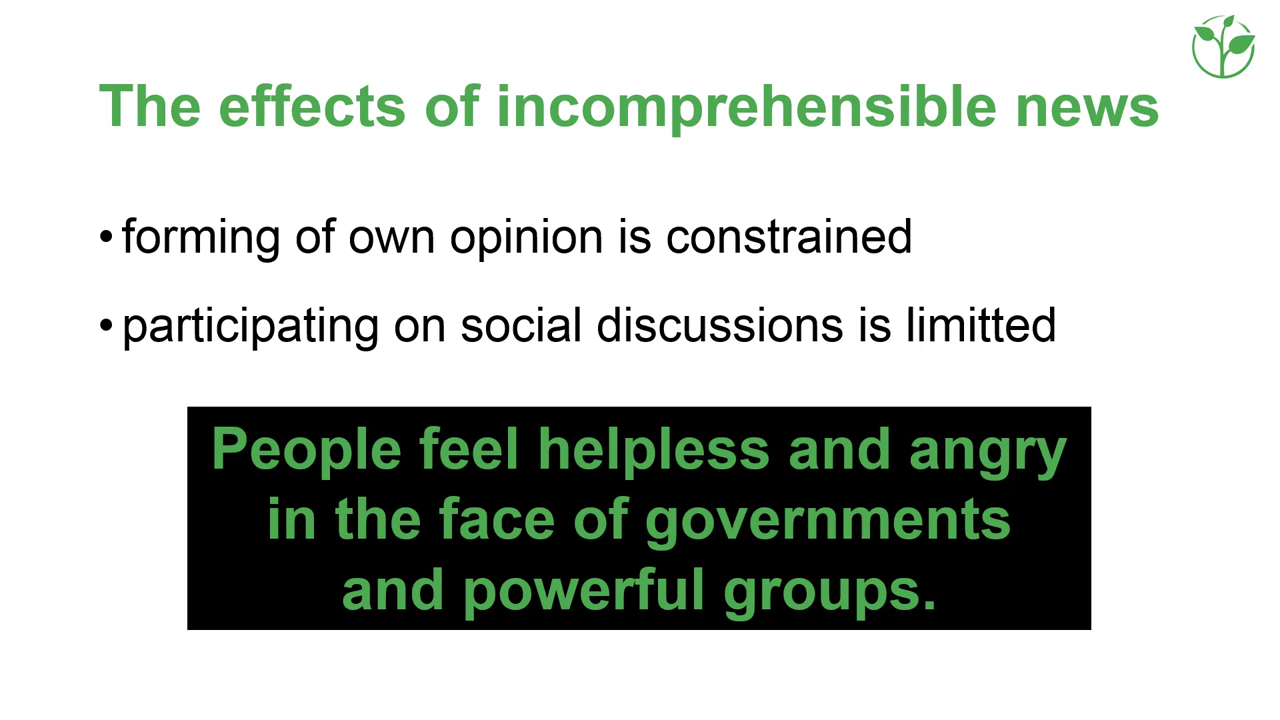 The effects of incomprehensible news
• forming of own opinion is constrained
• participating on social discussions is limitted
People feel helpless and angry
in the face of governments
and powerful groups.